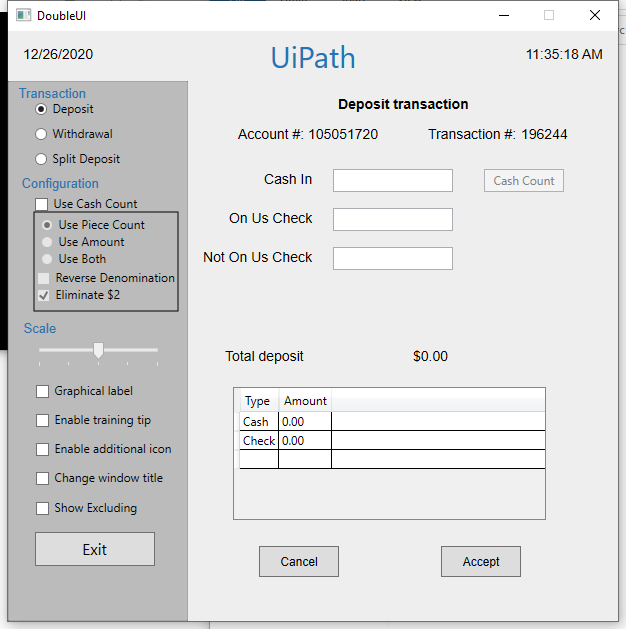 DoubleUI
12/26/2020
UiPath
11:35:18 AM
Transaction
Deposit
Withdrawal
Split Deposit
Configuration
Use Cash Count
Use Piece Count
Use Amount
Use Both
Reverse Denomination
Eliminate $2
Scale
Graphical label
Enable training tip
Enable additional icon
Change window title
Show Excluding
Exit
Deposit transaction
Account #: 105051720 Transaction #: 196244
Cash In Cash Count
On Us Check
Not On Us Check
Total deposit $0.00
Type Amount
Cash 0.00
Check 0.00
Cancel Accept